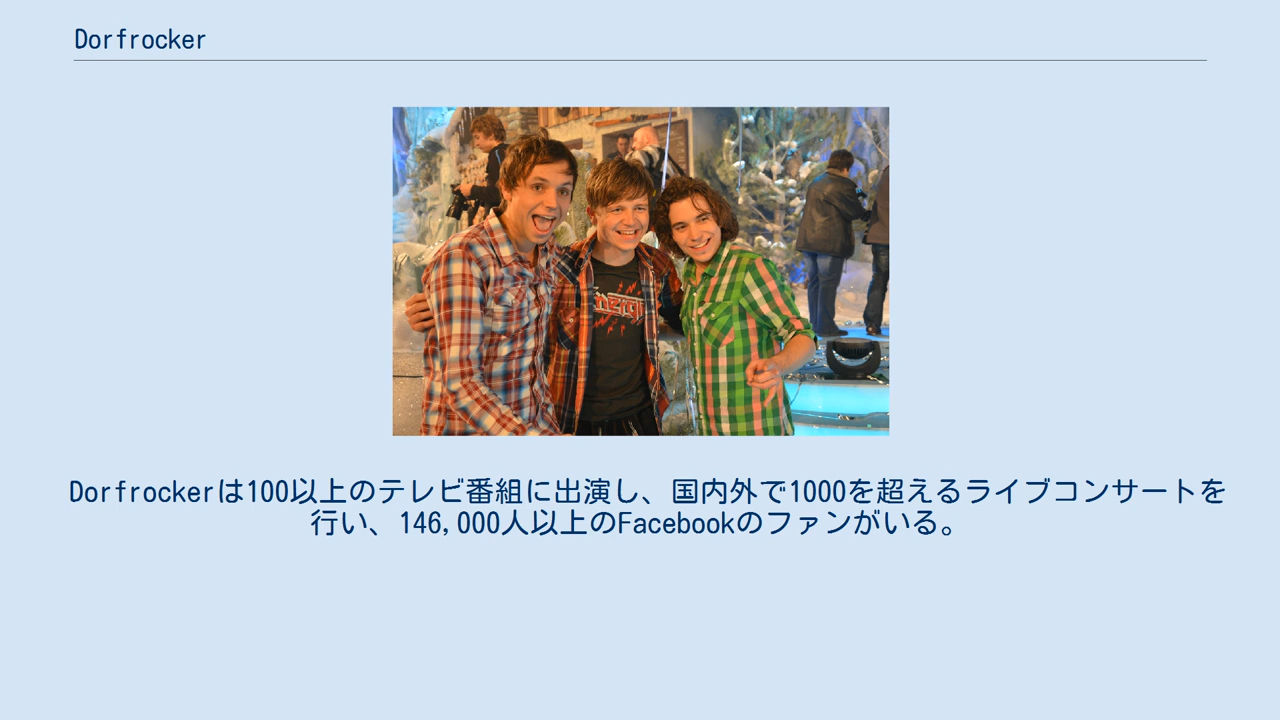 Dorfrocker
Dorfrockerは100以上のテレビ番組に出演し、国内外で1000を超えるライブコンサートを
行い、146,000人以上のFacebookのファンがいる。